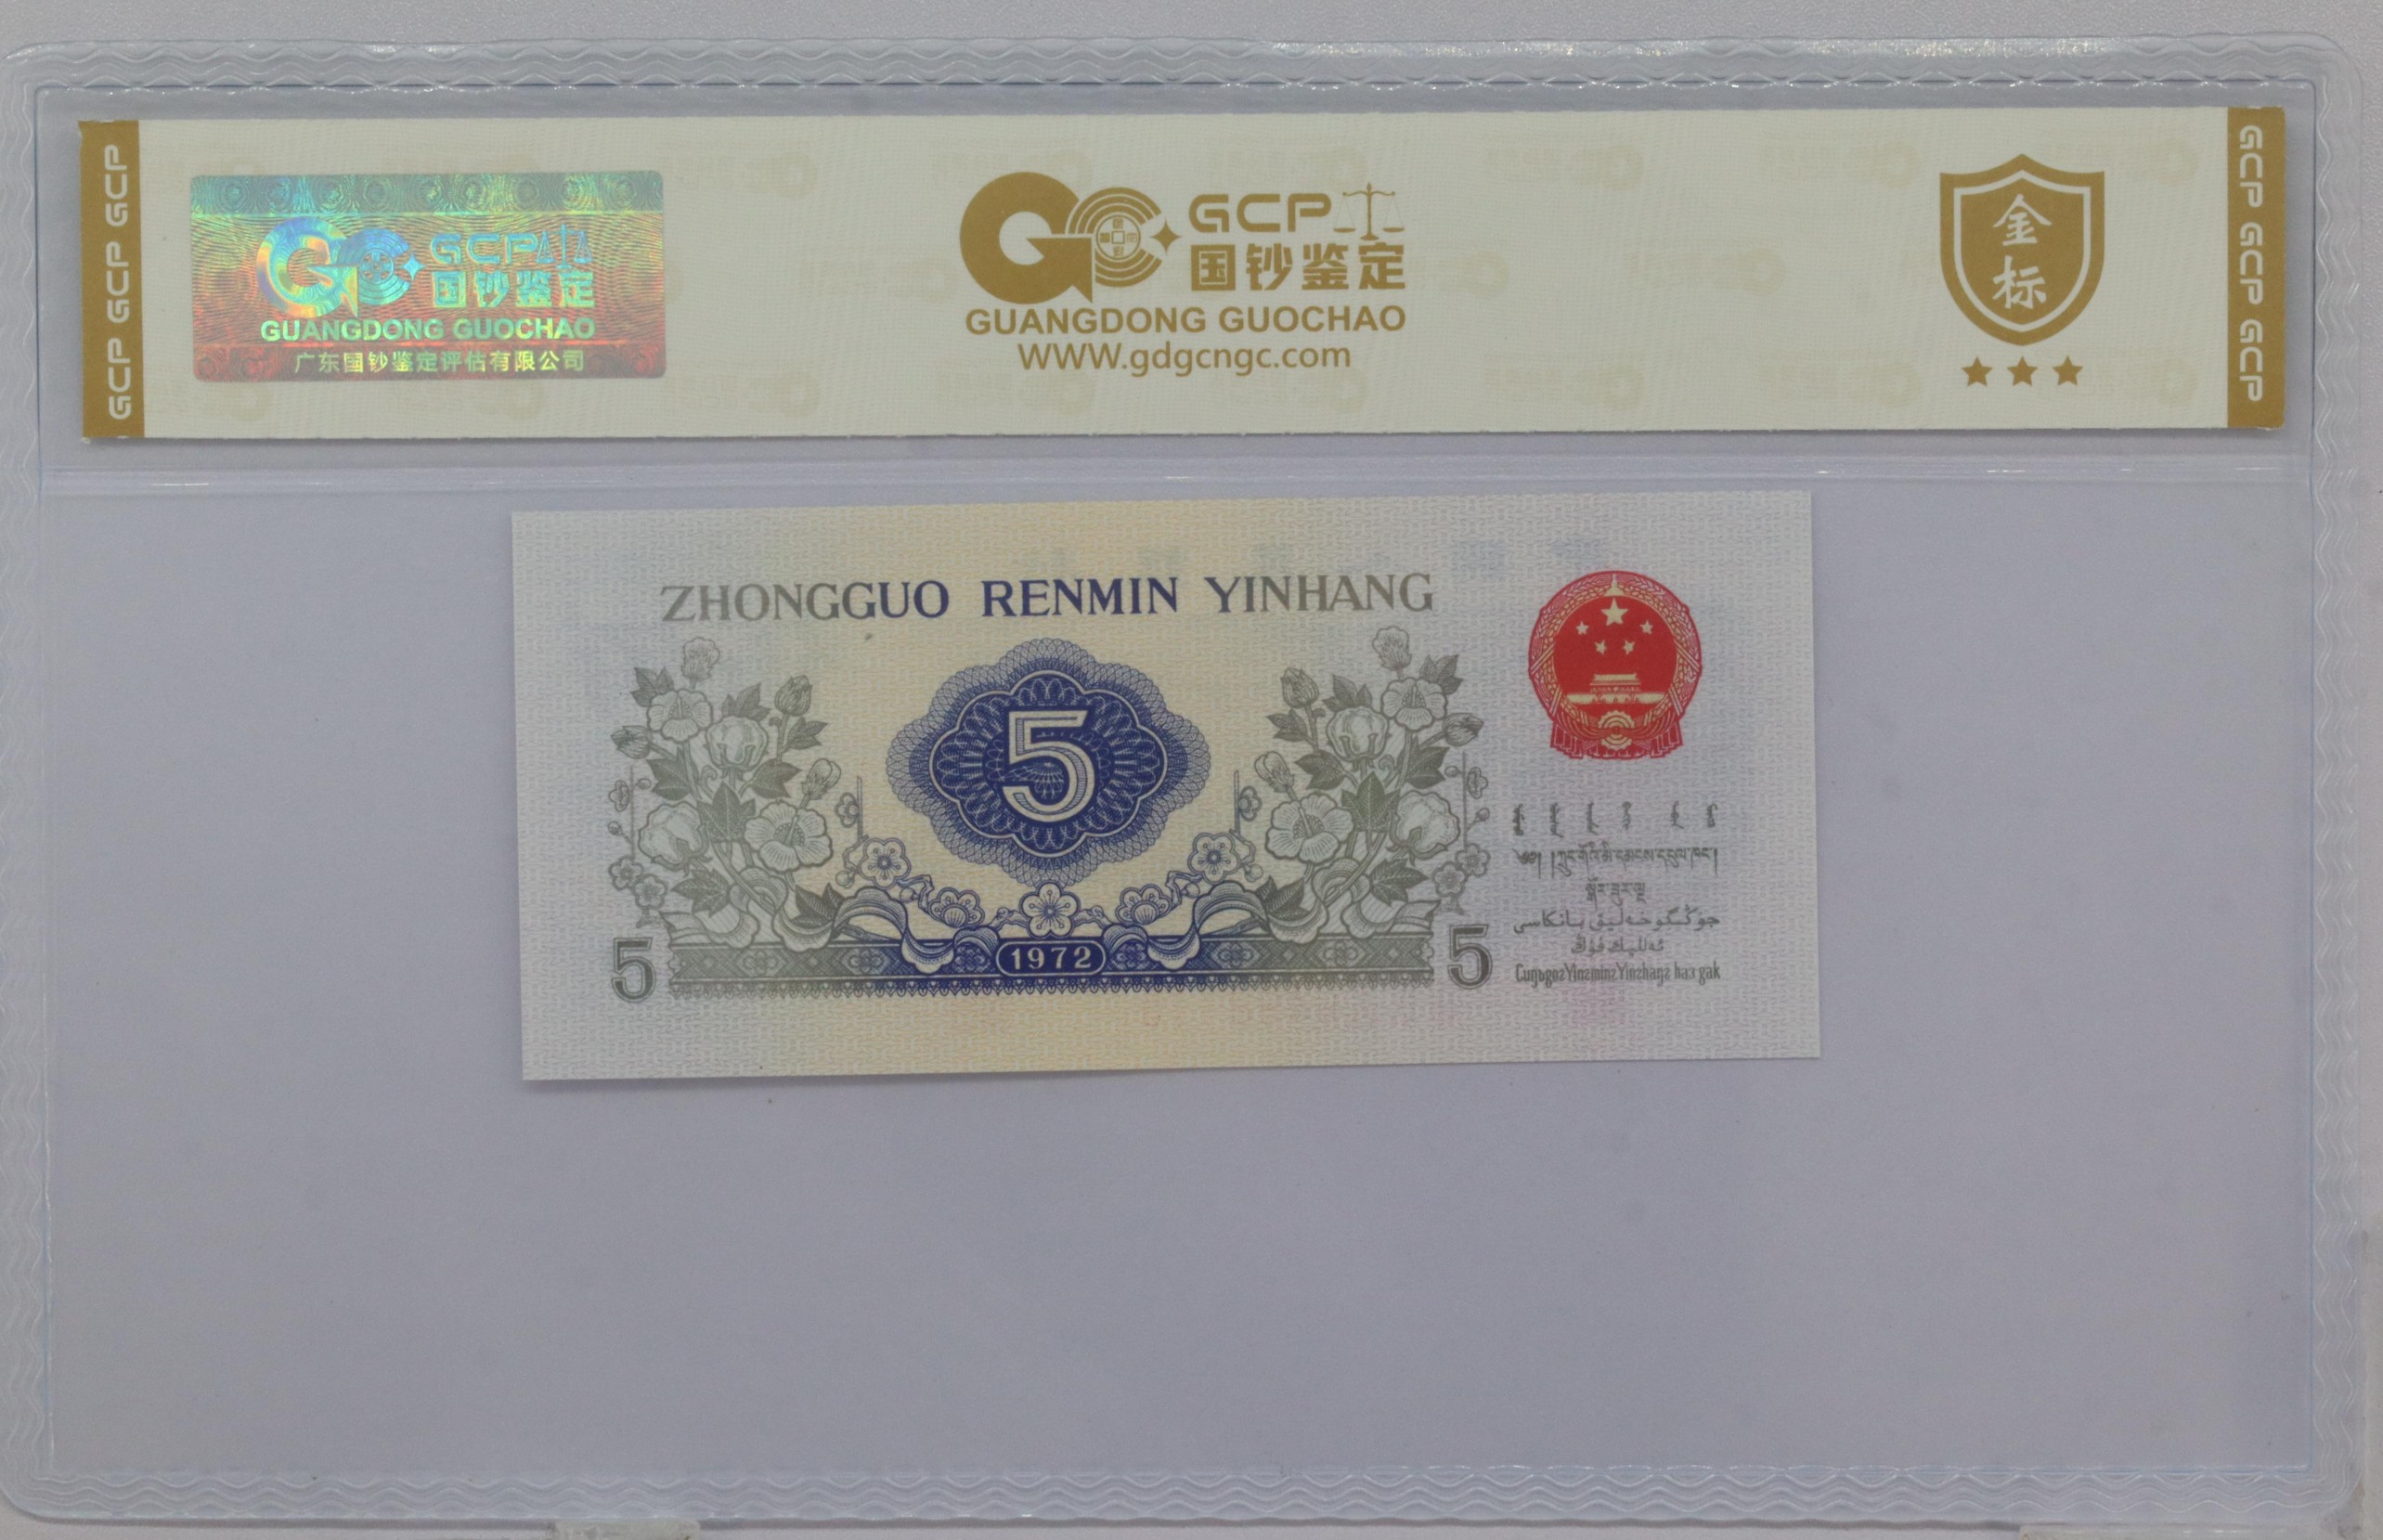 GCP GCP GCP
GCP
国钞鉴定
GUANGDONG GUOCHAO
广东国钞鉴定评估有限公司
GCP
国钞鉴定
GUANGDONG GUOCHAO
WWW.gdgcngc.com
金
标
GCP GCP GCP
ZHONGGUO RENMIN YINHANG
5
1972
5
5